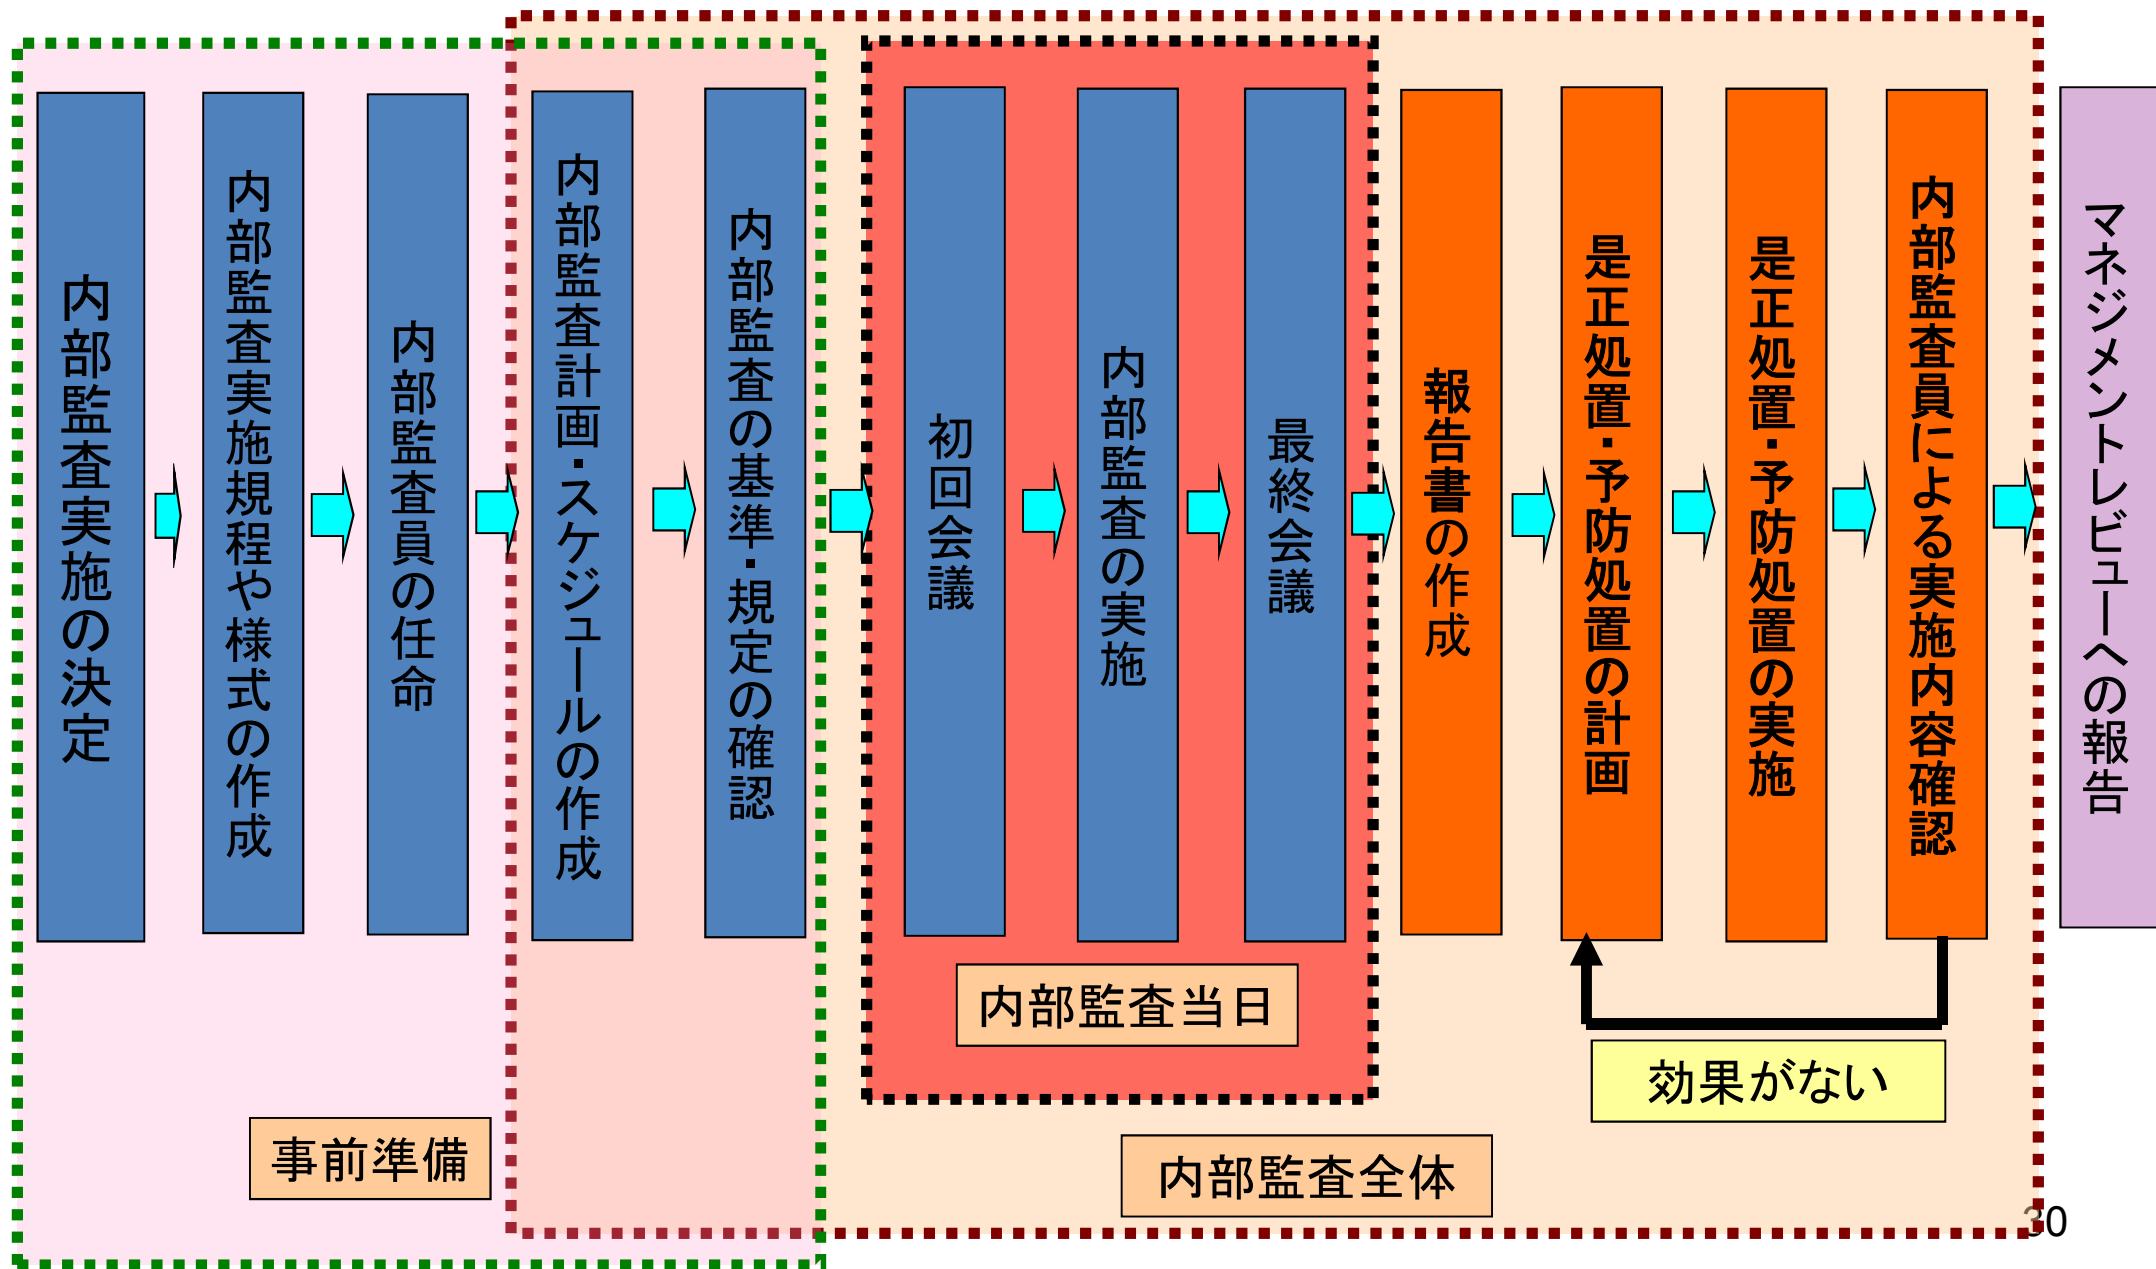 内部監査実施の決定
内部監査実施規程や様式の作成
内部監査員の任命
内部監査計画・スケジュールの作成
内部監査の基準・規定の確認
初回会議
内部監査の実施
最終会議
報告書の作成
是正処置・予防処置の計画
是正処置・予防処置の実施
内部監査員による実施内容確認
マネジメントレビューへの報告
内部監査当日
効果がない
事前準備
内部監査全体
30